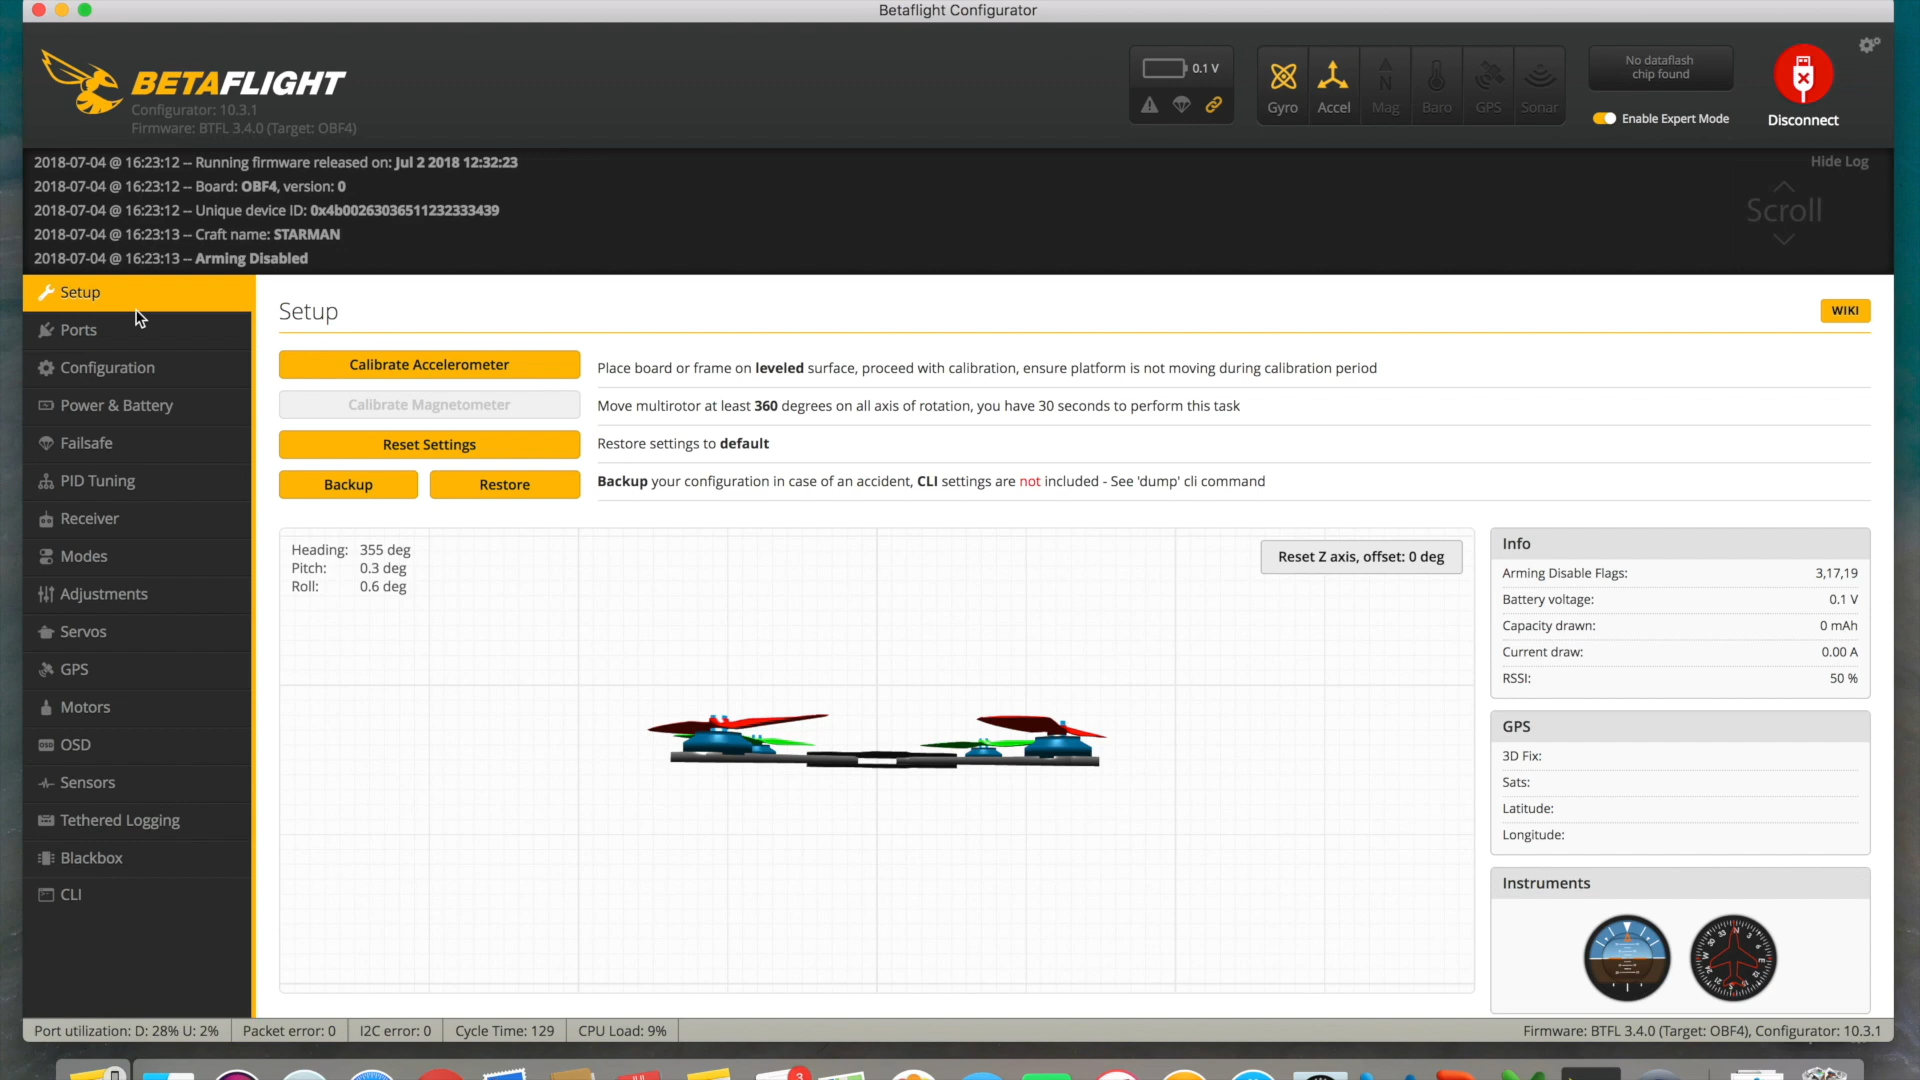 Betaflight Configurator
BETAFLIGHT
Configurator: 10.3.1
Firmware: BTFL 3.4.0 (Target: OBF4)
0.1 V
Gyro
Accel
Mag
Baro
GPS
Sonar
No dataflash
chip found
Enable Expert Mode
Disconnect
2018-07-04 @ 16:23:12 -- Running firmware released on: Jul 2 2018 12:32:23
2018-07-04 @ 16:23:12 -- Board: OBF4, version: 0
2018-07-04 @ 16:23:12 -- Unique device ID: 0x4b00263036511232333439
2018-07-04 @ 16:23:13 -- Craft name: STARMAN
2018-07-04 @ 16:23:13 -- Arming Disabled
Hide Log
Scroll
Setup
Ports
Configuration
Power & Battery
Failsafe
PID Tuning
Receiver
Modes
Adjustments
Servos
GPS
Motors
OSD
Sensors
Tethered Logging
Blackbox
CLI
Setup
WIKI
Calibrate Accelerometer
Place board or frame on leveled surface, proceed with calibration, ensure platform is not moving during calibration period
Calibrate Magnetometer
Move multirotor at least 360 degrees on all axis of rotation, you have 30 seconds to perform this task
Reset Settings
Restore settings to default
Backup
Restore
Backup your configuration in case of an accident, CLI settings are not included - See 'dump' cli command
Heading: 355 deg
Pitch: 0.3 deg
Roll: 0.6 deg
Reset Z axis, offset: 0 deg
Info
Arming Disable Flags: 3,17,19
Battery voltage: 0.1 V
Capacity drawn: 0 mAh
Current draw: 0.00 A
RSSI: 50 %
GPS
3D Fix:
Sats:
Latitude:
Longitude:
Instruments
Port utilization: D: 28% U: 2%
Packet error: 0
I2C error: 0
Cycle Time: 129
CPU Load: 9%
Firmware: BTFL 3.4.0 (Target: OBF4), Configurator: 10.3.1
3